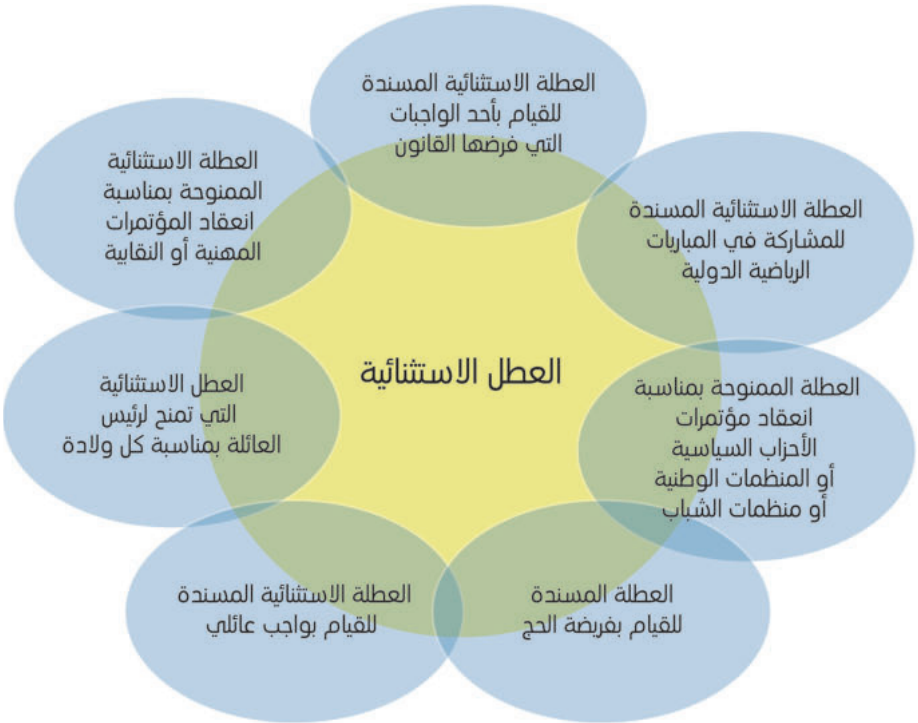 العطلة الاستثنائية المسندة
للقيام بأحد الواجبات
التي فرضها القانون
العطلة الاستثنائية المسندة
للمشاركة في المباريات
الرياضية الدولية
العطلة الممنوحة بمناسبة
انعقاد مؤتمرات
الأحزاب السياسية
أو المنظمات الوطنية
أو منظمات الشباب
العطلة المسندة
للقيام بفريضة الحج
العطلة الاستثنائية المسندة
للقيام بواجب عائلي
العطل الاستثنائية
التي تمنح لرئيس
العائلة بمناسبة كل ولادة
العطلة الاستثنائية
الممنوحة بمناسبة
انعقاد المؤتمرات
المهنية أو النقابية
العطل الاستثنائية